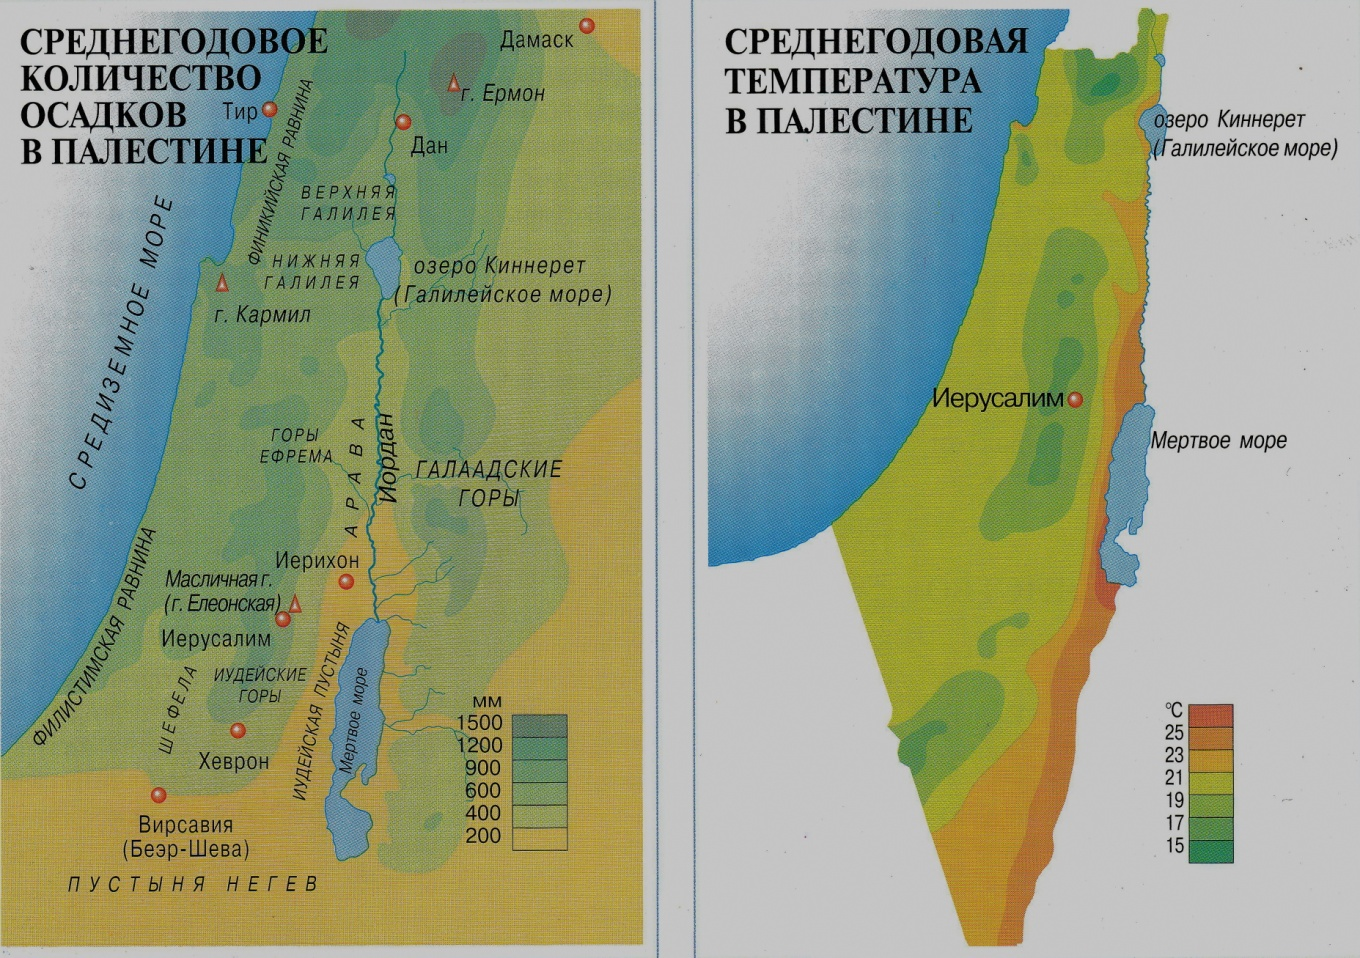 СРЕДНЕГОДОВОЕ
КОЛИЧЕСТВО
ОСАДКОВ
В ПАЛЕСТИНЕ
Дамаск
г. Ермон
Тир
Дан
ФИНИКИЙСКАЯ РАВНИНА
ВЕРХНЯЯ
ГАЛИЛЕЯ
СРЕДИЗЕМНОЕ МОРЕ
НИЖНЯЯ
ГАЛИЛЕЯ
озеро Киннерет
(Галилейское море)
г. Кармил
ГОРЫ
ЕФРЕМА
АРАВА
Иордан
ГАЛААДСКИЕ
ГОРЫ
ФИЛИСТИМСКАЯ РАВНИНА
Иерихон
Масличная г.
(г. Елеонская)
Иерусалим
ИУДЕЙСКИЕ
ГОРЫ
ШЕФЕЛА
ИУДЕЙСКАЯ ПУСТЫНЯ
Мертвое море
Хеврон
Вирсавия
(Беэр-Шева)
ПУСТЫНЯ НЕГЕВ
мм
1500
1200
900
600
400
200
СРЕДНЕГОДОВАЯ
ТЕМПЕРАТУРА
В ПАЛЕСТИНЕ
озеро Киннерет
(Галилейское море)
Иерусалим
Мертвое море
°C
25
23
21
19
17
15